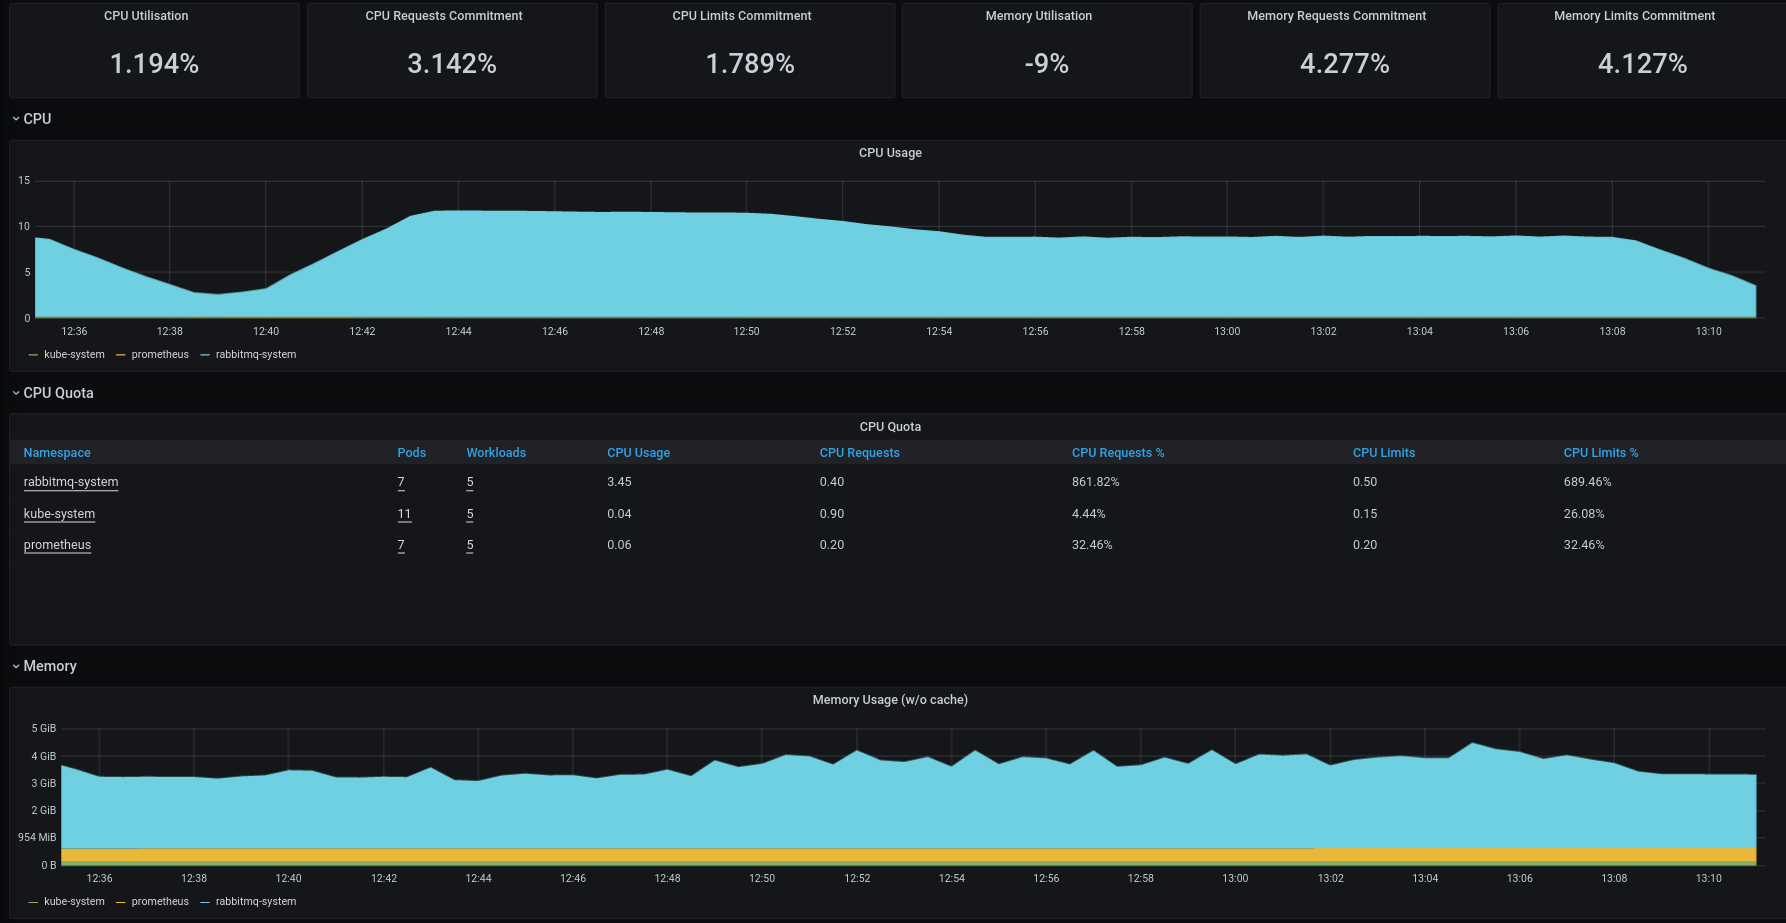 CPU Utilisation CPU Requests Commitment CPU Limits Commitment Memory Utilisation Memory Requests Commitment Memory Limits Commitment
1.194% 3.142% 1.789% -9% 4.277% 4.127%
CPU
CPU Usage
15
10
5
0
12:36 12:38 12:40 12:42 12:44 12:46 12:48 12:50 12:52 12:54 12:56 12:58 13:00 13:02 13:04 13:06 13:08 13:10
kube-system prometheus rabbitmq-system
CPU Quota
CPU Quota
Namespace Pods Workloads CPU Usage CPU Requests CPU Requests % CPU Limits CPU Limits %
rabbitmq-system 7 5 3.45 0.40 861.82% 0.50 689.46%
kube-system 11 5 0.04 0.90 4.44% 0.15 26.08%
prometheus 7 5 0.06 0.20 32.46% 0.20 32.46%
Memory
Memory Usage (w/o cache)
5 GiB
4 GiB
3 GiB
2 GiB
954 MiB
0 B
12:36 12:38 12:40 12:42 12:44 12:46 12:48 12:50 12:52 12:54 12:56 12:58 13:00 13:02 13:04 13:06 13:08 13:10
kube-system prometheus rabbitmq-system